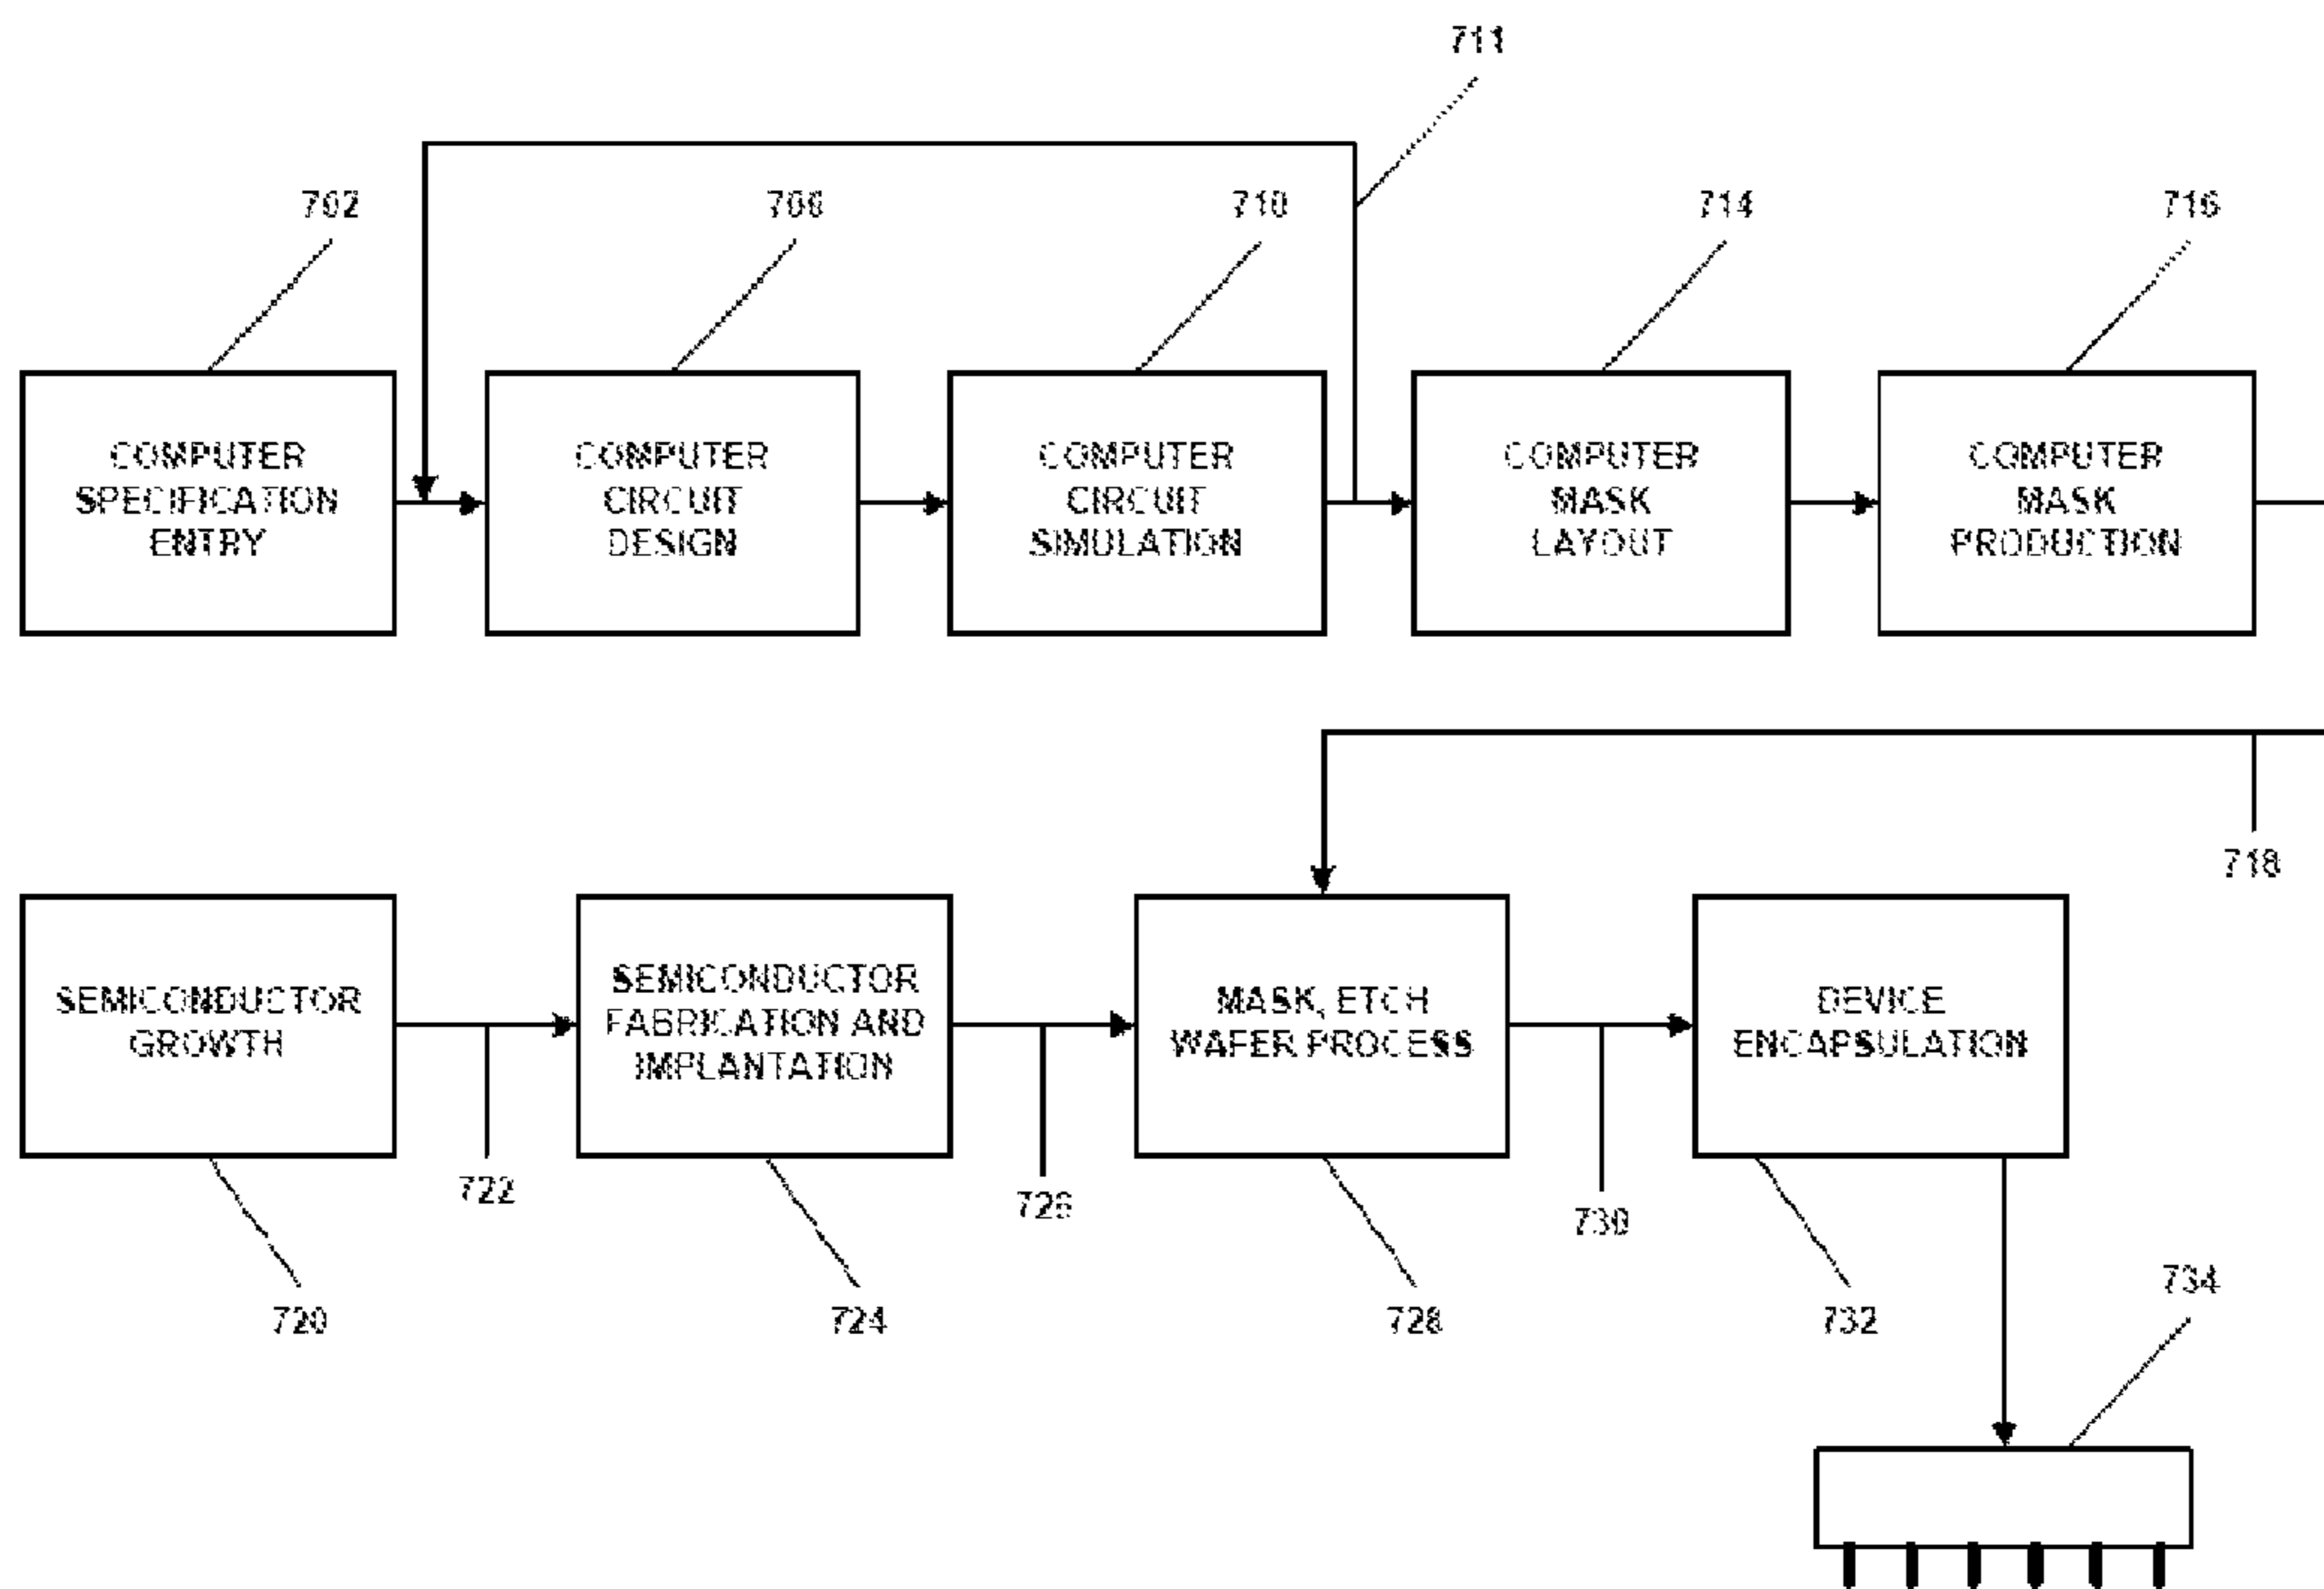 711
702
706
710
714
716
COMPUTER
SPECIFICATION
ENTRY
COMPUTER
CIRCUIT
DESIGN
COMPUTER
CIRCUIT
SIMULATION
COMPUTER
MASK
LAYOUT
COMPUTER
MASK
PRODUCTION
718
SEMICONDUCTOR
GROWTH
SEMICONDUCTOR
FABRICATION AND
IMPLANTATION
MASK, ETCH
WAFER PROCESS
DEVICE
ENCAPSULATION
722
726
730
720
724
728
732
734